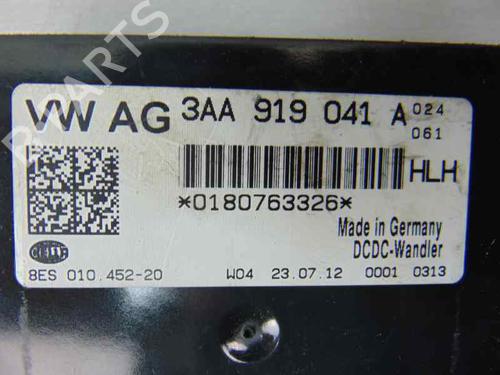 VW AG 3AA 919 041 A 024
061
HLH
*0180763326*
Made in Germany
DCDC-Wandler
8ES 010.452-20 W04 23.07.12 0001 0313